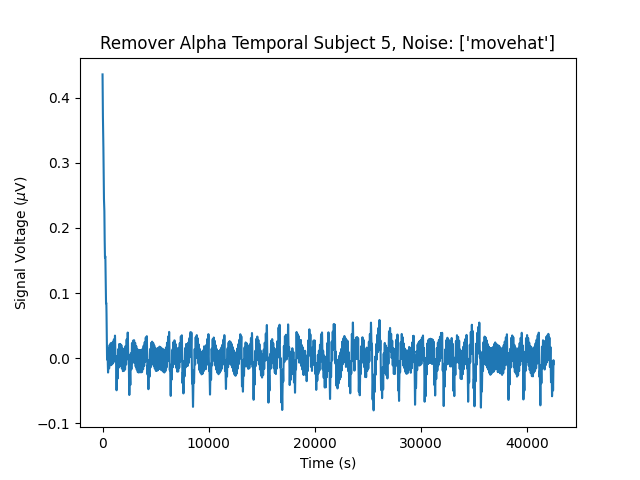 Remover Alpha Temporal Subject 5, Noise: ['movehat']
Signal Voltage (μV)
0.4
0.3
0.2
0.1
0.0
−0.1
0 10000 20000 30000 40000
Time (s)